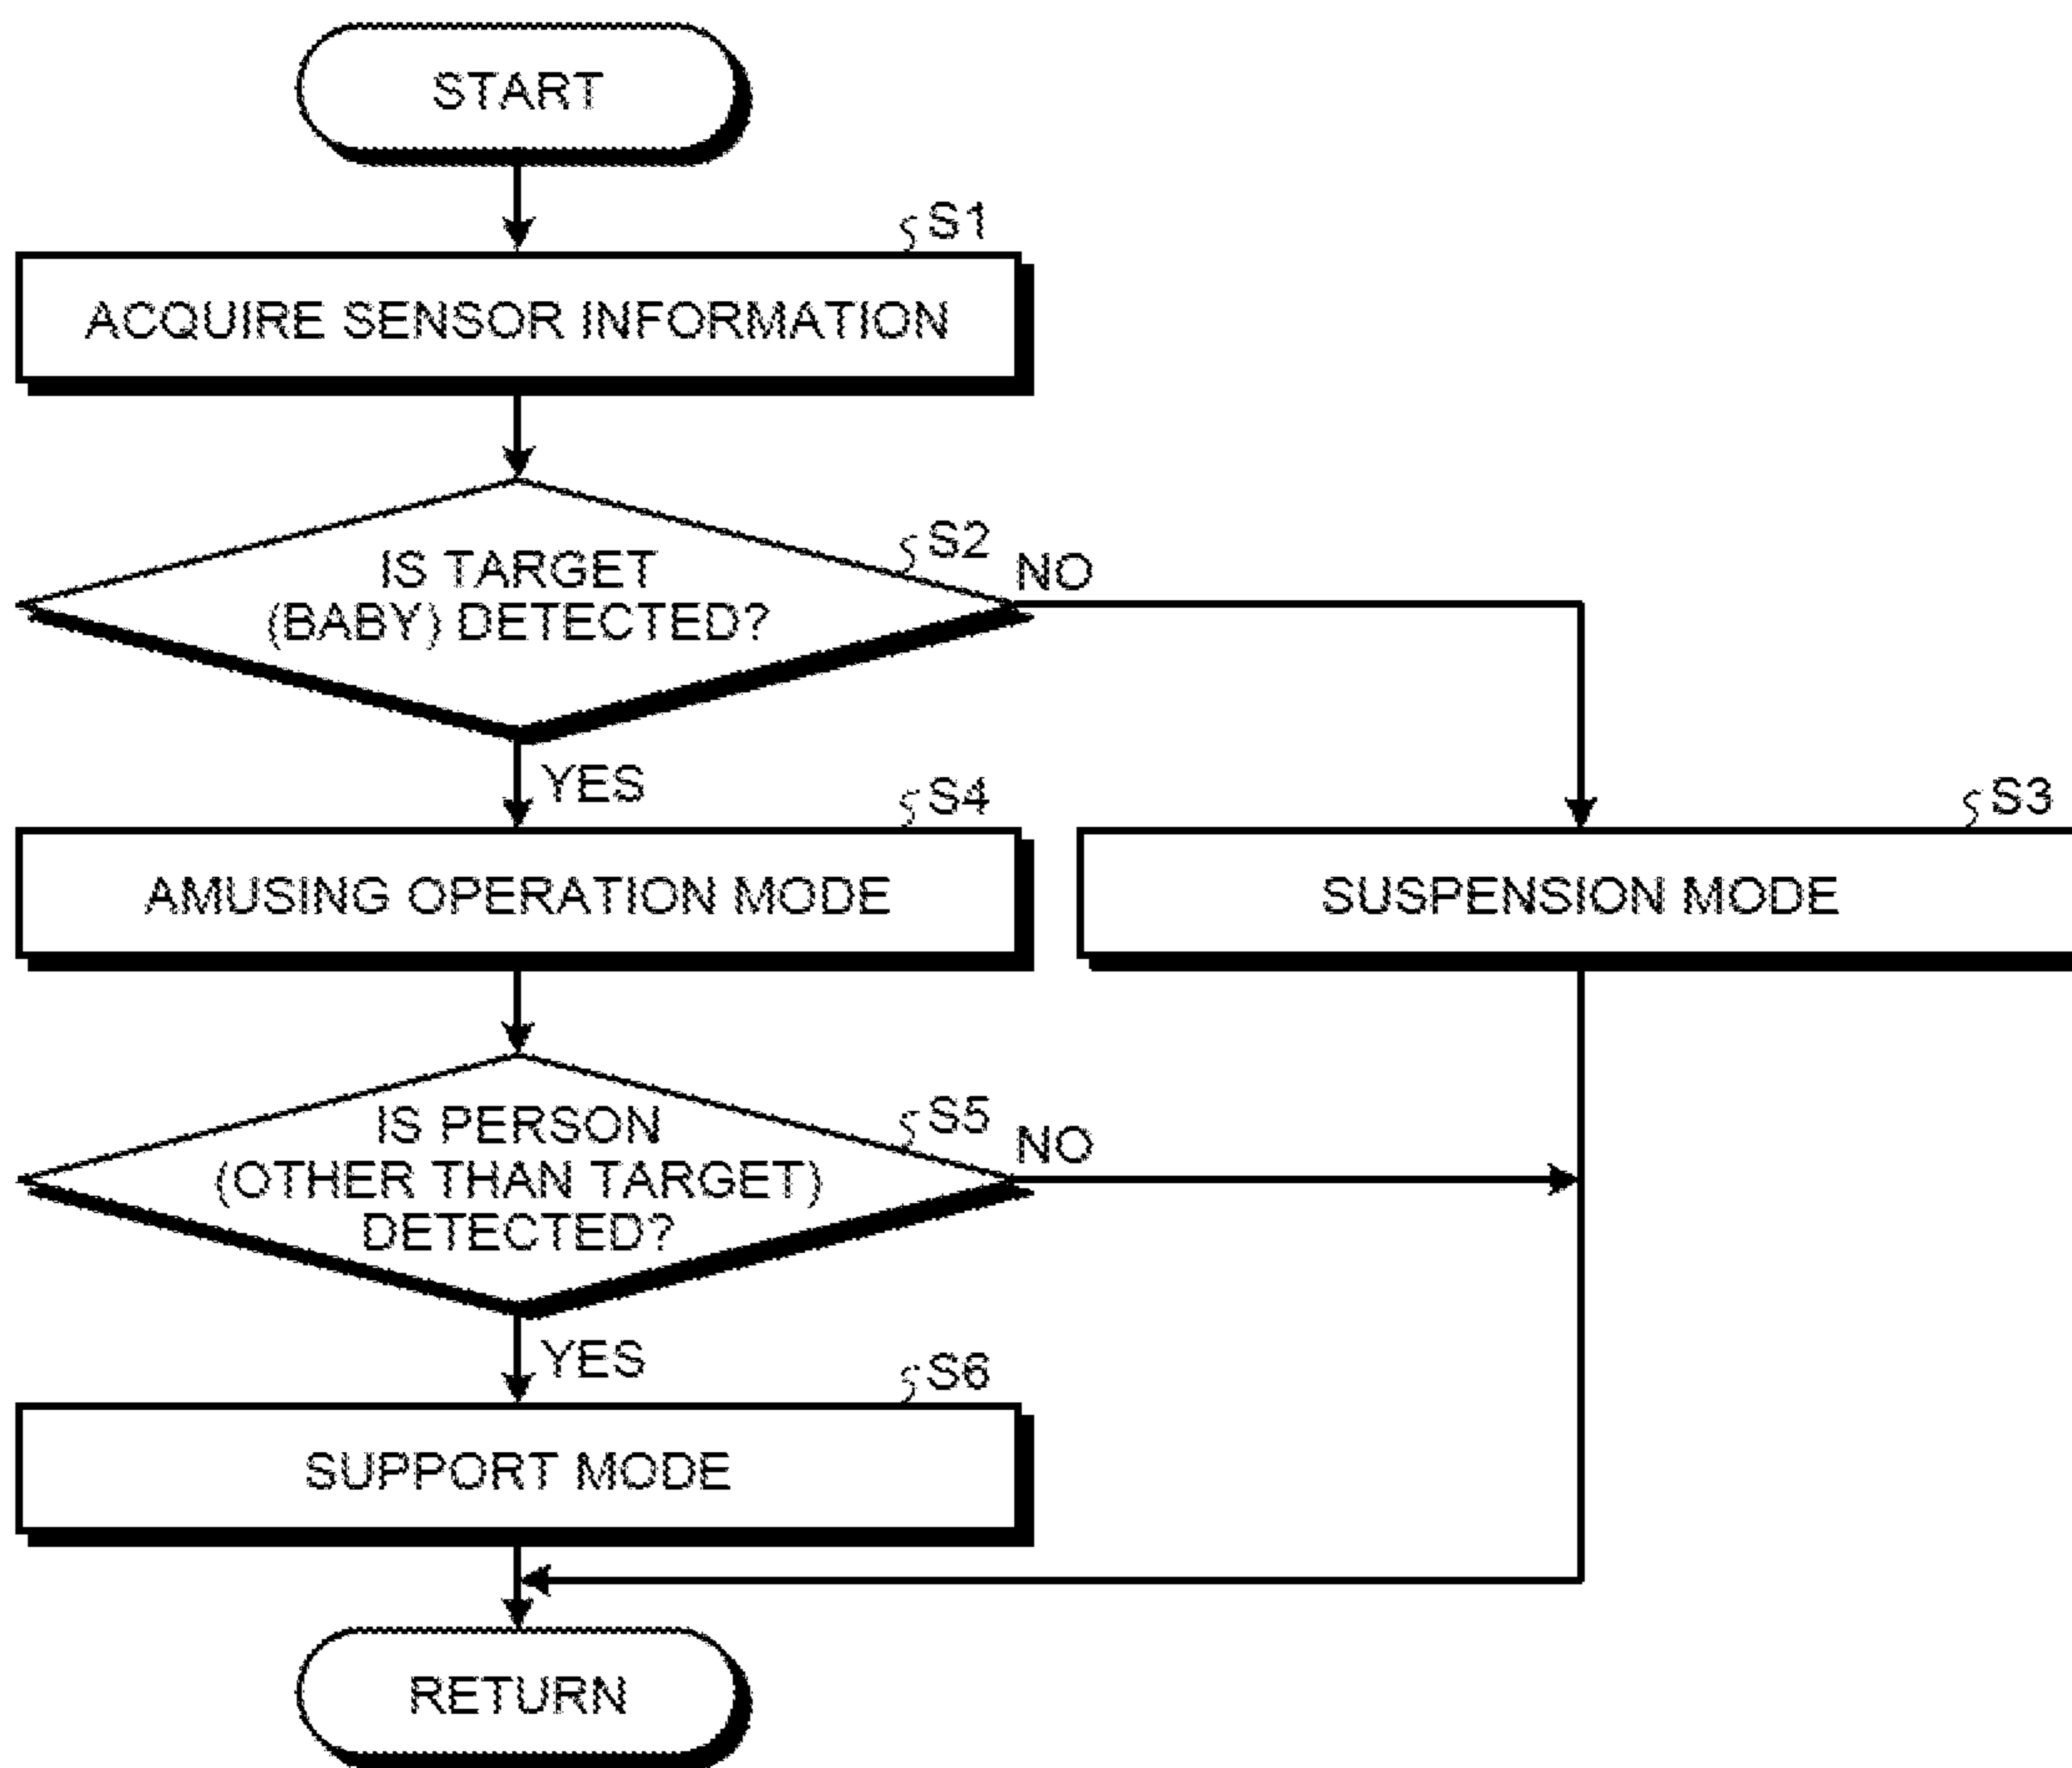 START
S1
ACQUIRE SENSOR INFORMATION
S2
IS TARGET
(BABY) DETECTED?
NO
YES
S4
AMUSING OPERATION MODE
S3
SUSPENSION MODE
S5
IS PERSON
(OTHER THAN TARGET)
DETECTED?
NO
YES
S6
SUPPORT MODE
RETURN